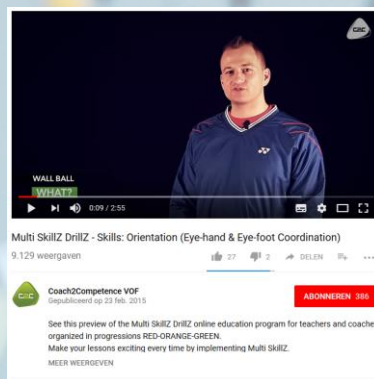 c2c
WALL BALL
WHAT?
0:09 / 2:55
Multi SkillZ DrillZ - Skills: Orientation (Eye-hand & Eye-foot Coordination)
9.129 weergaven
27
2
DELEN
c2c
Coach2Competence VOF
Gepubliceerd op 23 feb. 2015
ABONNEREN 386
See this preview of the Multi SkillZ DrillZ online education program for teachers and coache
organized in progressions RED-ORANGE-GREEN.
Make your lessons exciting every time by implementing Multi SkillZ.
MEER WEERGEVEN